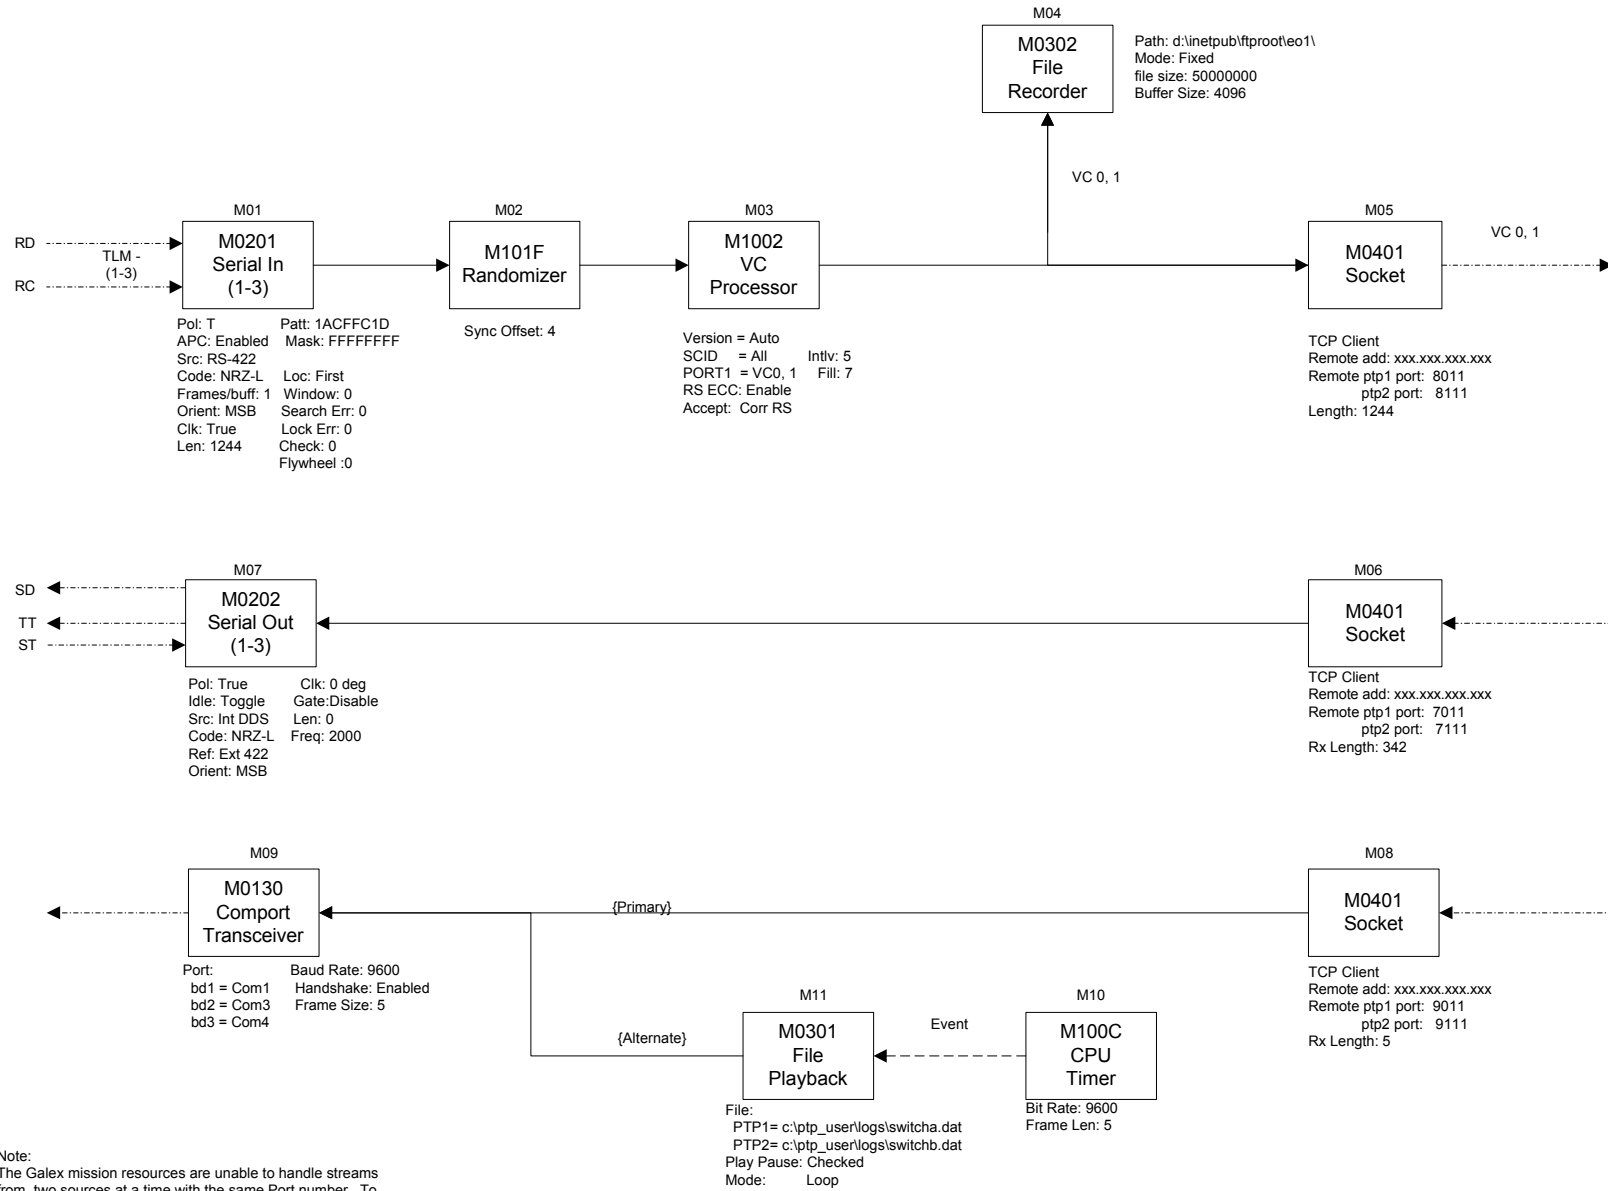 M04
M0302
File
Recorder
Path: d:\inetpub\ftproot\eo1\
Mode: Fixed
file size: 50000000
Buffer Size: 4096
VC 0, 1
M01
M02
M03
M05
RD
RC
TLM -
(1-3)
M0201
Serial In
(1-3)
M101F
Randomizer
M1002
VC
Processor
M0401
Socket
VC 0, 1
Pol: T Patt: 1ACFFC1D
APC: Enabled Mask: FFFFFFFF
Src: RS-422
Code: NRZ-L Loc: First
Frames/buff: 1 Window: 0
Orient: MSB Search Err: 0
Clk: True Lock Err: 0
Len: 1244 Check: 0
Flywheel :0
Sync Offset: 4
Version = Auto
SCID = All Intlv: 5
PORT1 = VC0, 1 Fill: 7
RS ECC: Enable
Accept: Corr RS
TCP Client
Remote add: xxx.xxx.xxx.xxx
Remote ptp1 port: 8011
ptp2 port: 8111
Length: 1244
M07
M06
SD
TT
ST
M0202
Serial Out
(1-3)
M0401
Socket
Pol: True Clk: 0 deg
Idle: Toggle Gate:Disable
Src: Int DDS Len: 0
Code: NRZ-L Freq: 2000
Ref: Ext 422
Orient: MSB
TCP Client
Remote add: xxx.xxx.xxx.xxx
Remote ptp1 port: 7011
ptp2 port: 7111
Rx Length: 342
M09
M08
M0130
Comport
Transceiver
{Primary}
M0401
Socket
Port: Baud Rate: 9600
bd1 = Com1 Handshake: Enabled
bd2 = Com3 Frame Size: 5
bd3 = Com4
TCP Client
Remote add: xxx.xxx.xxx.xxx
Remote ptp1 port: 9011
ptp2 port: 9111
Rx Length: 5
M11
M10
{Alternate}
M0301
File
Playback
Event
M100C
CPU
Timer
File:
PTP1= c:\ptp_user\logs\switcha.dat
PTP2= c:\ptp_user\logs\switchb.dat
Play Pause: Checked
Mode: Loop
Bit Rate: 9600
Frame Len: 5
Note:
The Galex mission resources are unable to handle streams
from two sources at a time with the same Port number. To